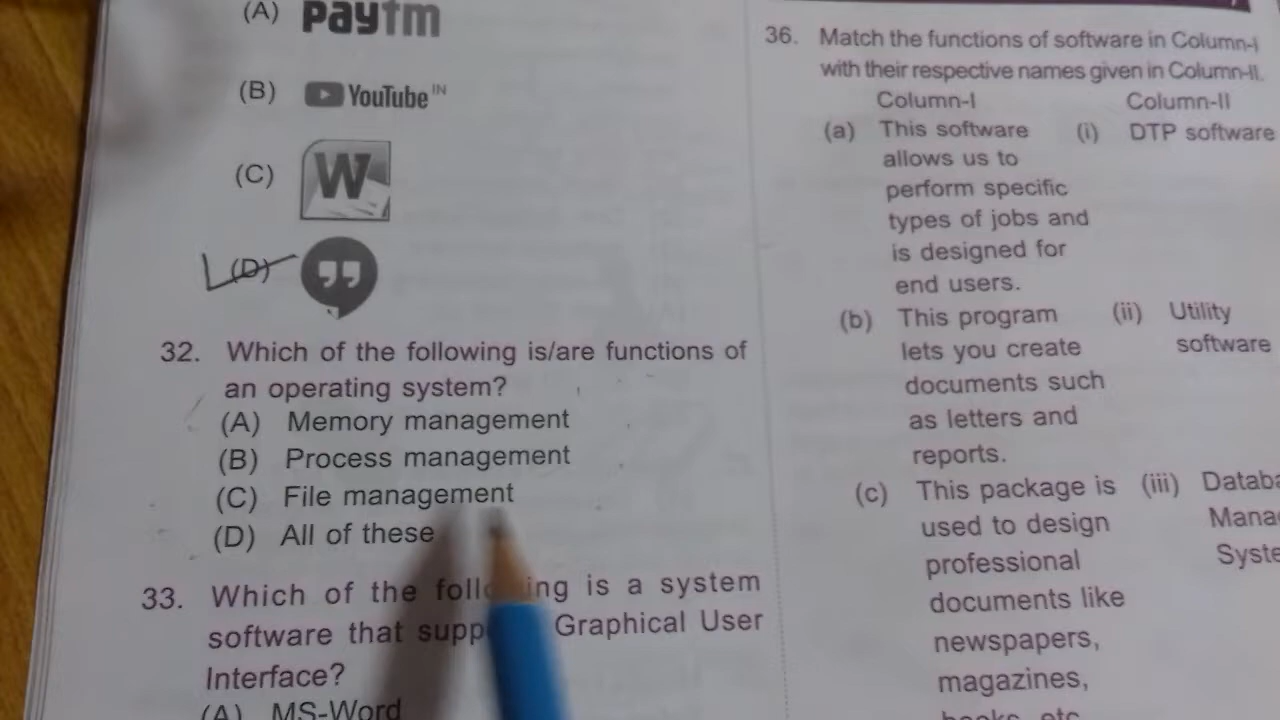 (A) paytm
(B) YouTube IN
(C) W
(D)
32. Which of the following is/are functions of
an operating system?
(A) Memory management
(B) Process management
(C) File management
(D) All of these
33. Which of the following is a system
software that supp Graphical User
Interface?
(A) MS-Word
36. Match the functions of software in Column-I
with their respective names given in Column-II.
Column-I Column-II
(a) This software (i) DTP software
allows us to
perform specific
types of jobs and
is designed for
end users.
(b) This program (ii) Utility
lets you create software
documents such
as letters and
reports.
(c) This package is (iii) Databa
used to design Mana
professional Syste
documents like
newspapers,
magazines,
books, etc.